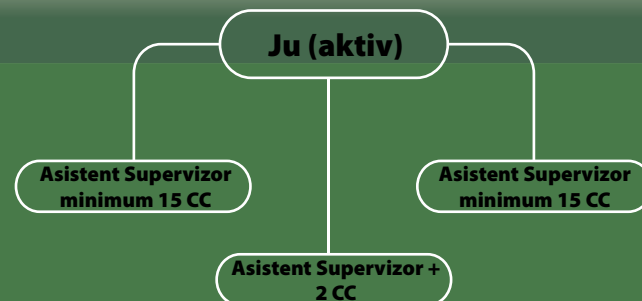 Ju (aktiv)
Asistent Supervizor
minimum 15 CC
Asistent Supervizor
minimum 15 CC
Asistent Supervizor +
2 CC